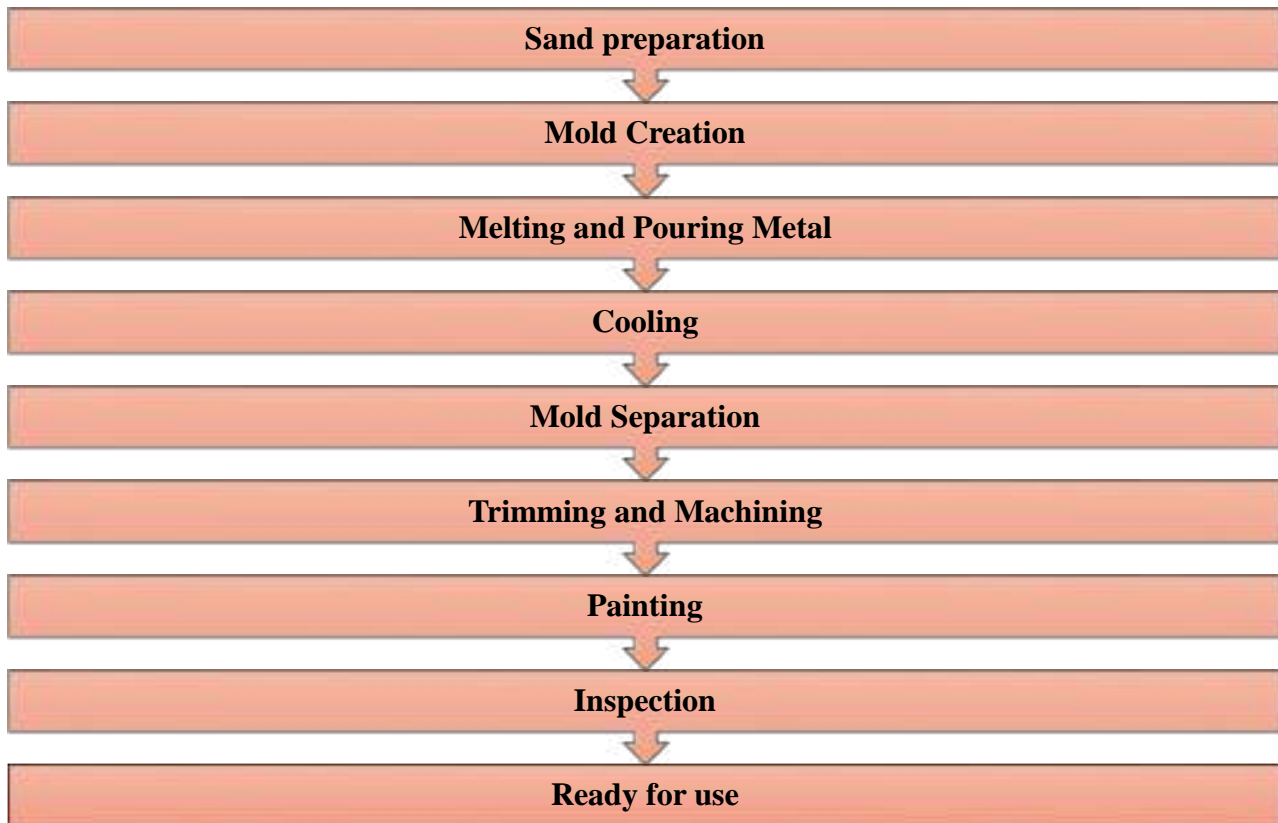 Sand preparation
Mold Creation
Melting and Pouring Metal
Cooling
Mold Separation
Trimming and Machining
Painting
Inspection
Ready for use